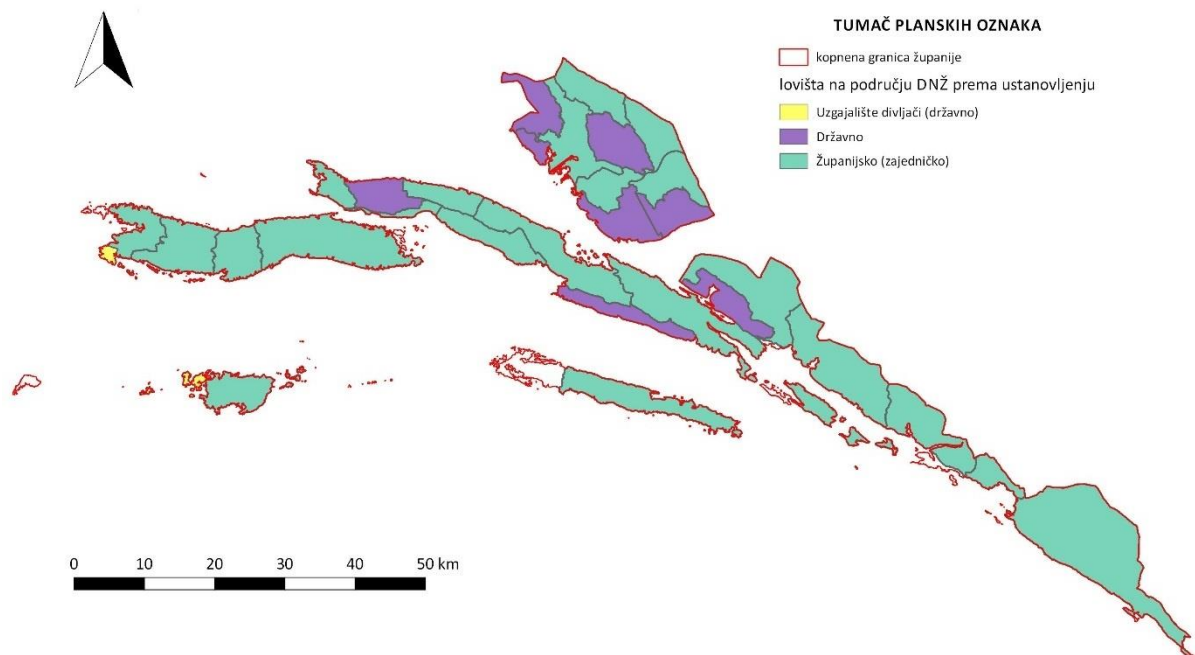 TUMAČ PLANSKIH OZNAKA
kopnena granica županije
lovišta na području DNŽ prema ustanovljenju
Uzgajalište divljači (državno)
Državno
Županijsko (zajedničko)
0 10 20 30 40 50 km